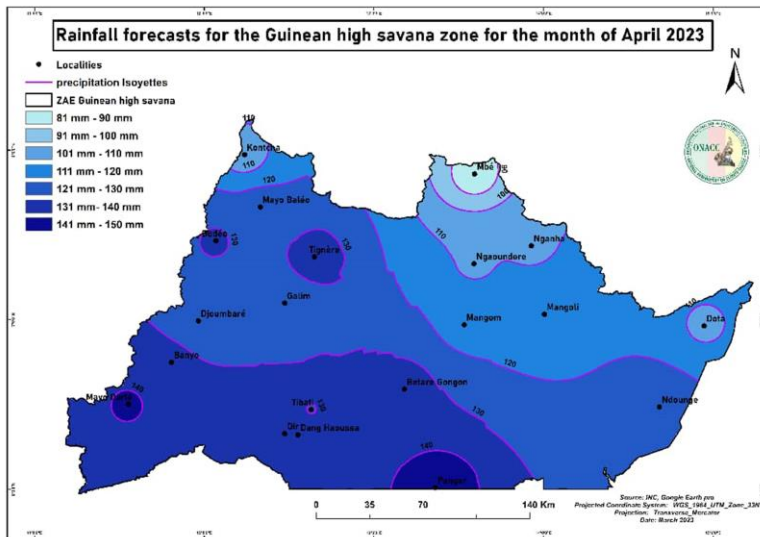 Rainfall forecasts for the Guinean high savana zone for the month of April 2023
N
Localities
precipitation Isoyettes
ZAE Guinean high savana
81 mm - 90 mm
91 mm - 100 mm
101 mm - 110 mm
111 mm - 120 mm
121 mm - 130 mm
131 mm - 140 mm
141 mm - 150 mm
ONACC
110
Kontcha
110
120
Mbé
100
Mayo Baléo
130
110
Nganha
130
Tignère
Ngaoundere
Galim
110
Djoumbaré
Mangom
Mangoli
Dota
Banyo
120
140
Betare Gongon
Tibati
130
130
Ndounge
Dir
Dang Haoussa
140
0 35 70 140 Km
Source: INC, Google Earth pro
Projected Coordinate System: WGS_1984_UTM_Zone_33N
Projection: Transverse_Mercator
Date: March 2023